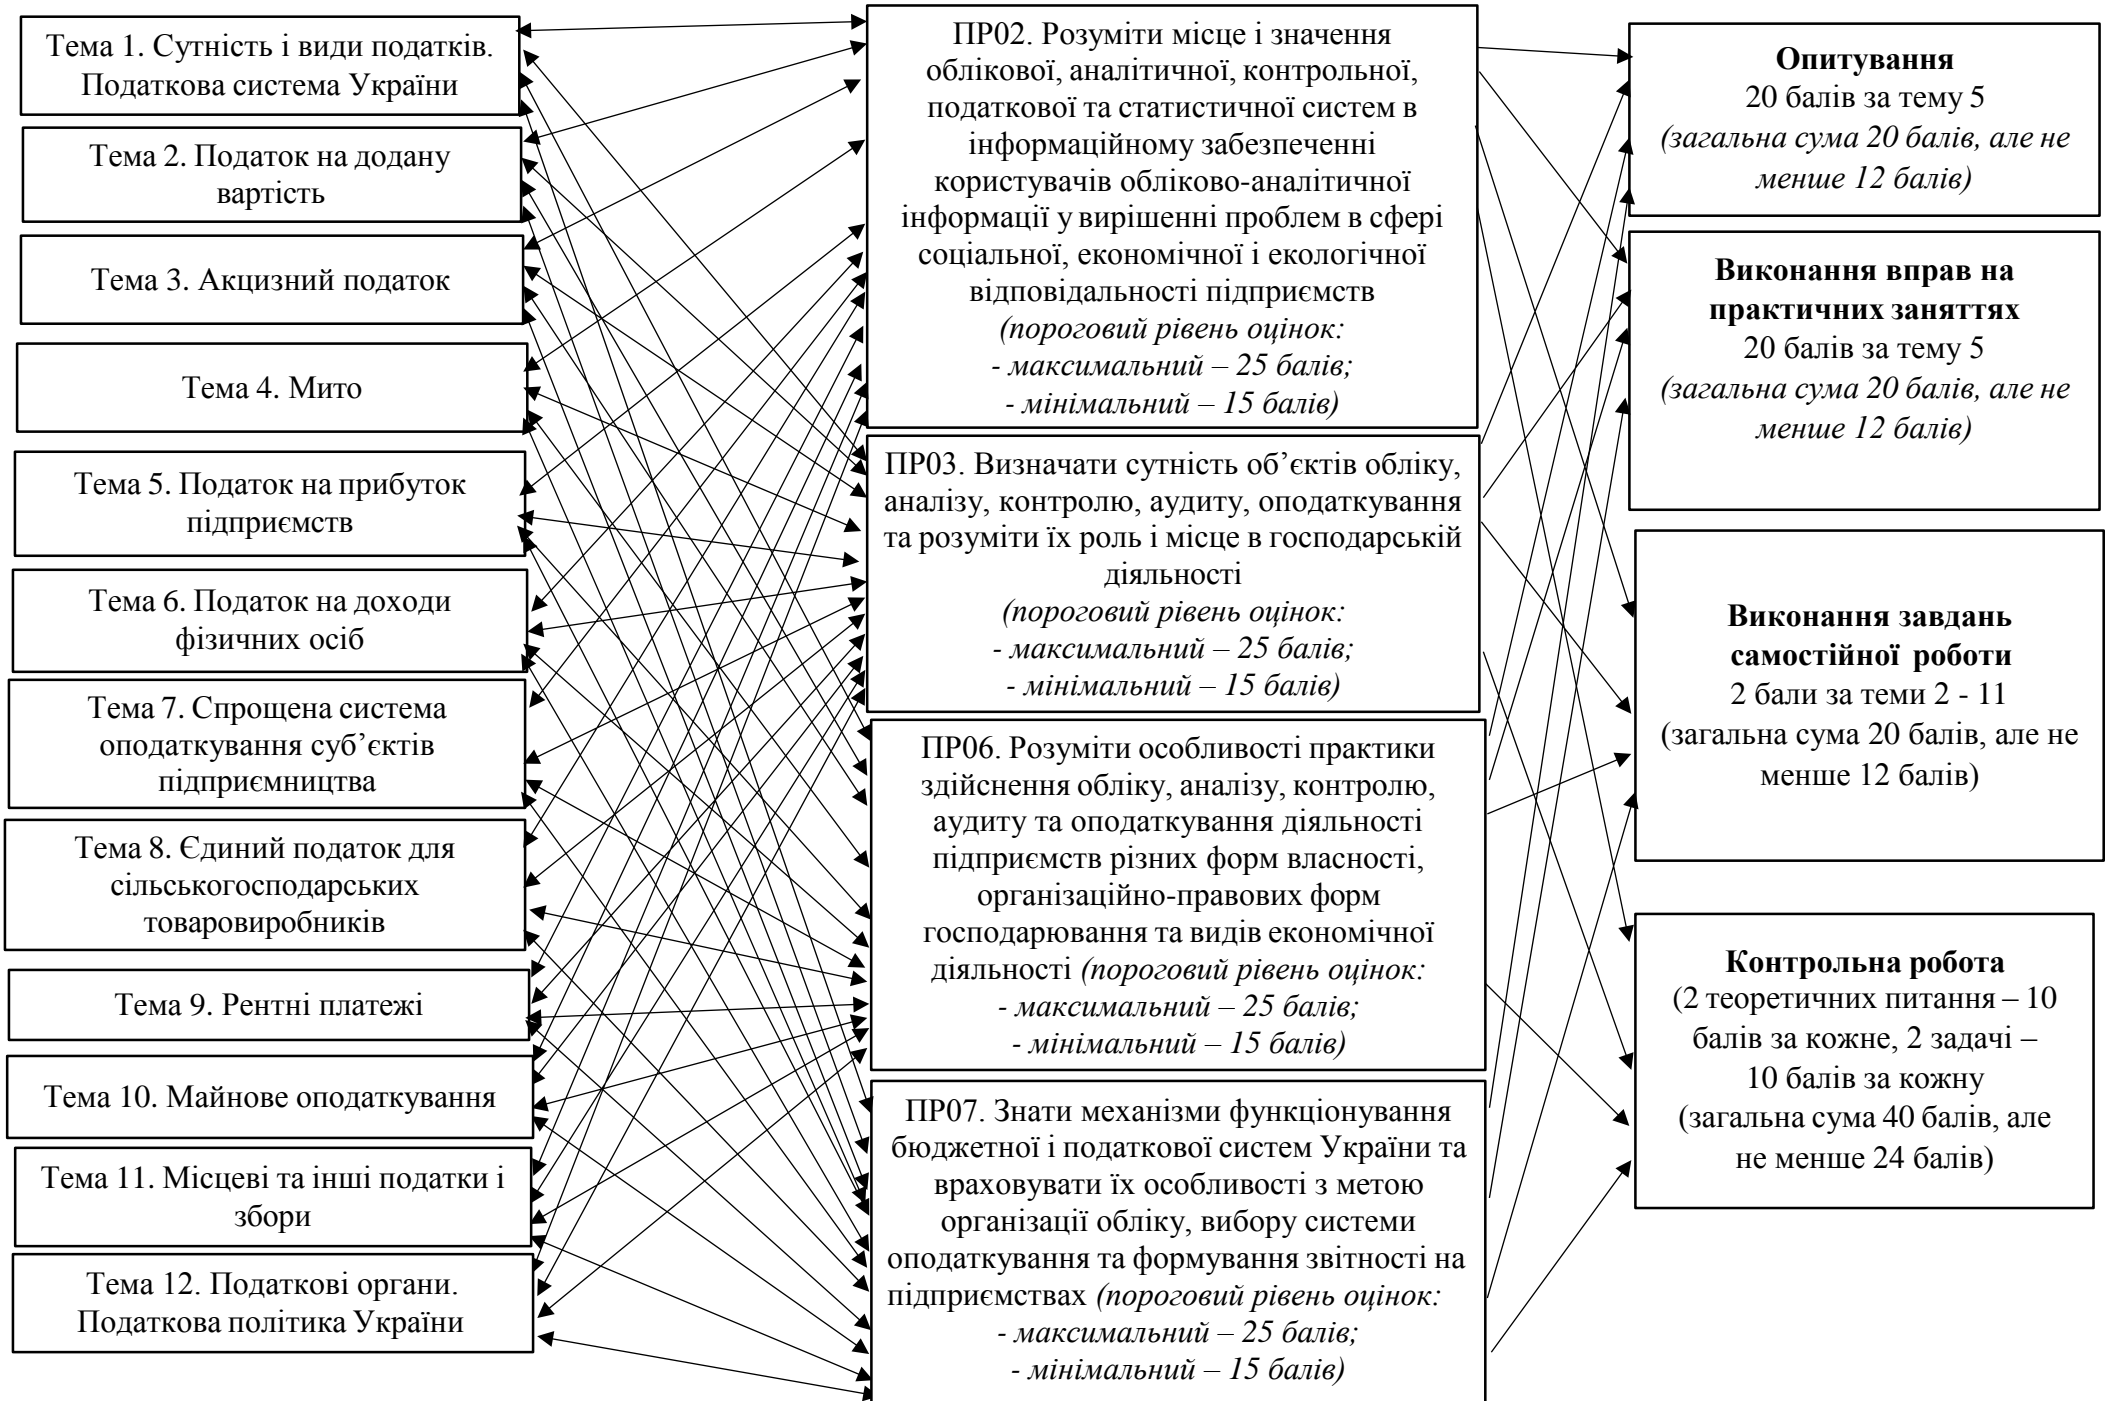 Тема 1. Сутність і види податків.
Податкова система України
Тема 2. Податок на додану
вартість
Тема 3. Акцизний податок
Тема 4. Мито
Тема 5. Податок на прибуток
підприємств
Тема 6. Податок на доходи
фізичних осіб
Тема 7. Спрощена система
оподаткування суб’єктів
підприємництва
Тема 8. Єдиний податок для
сільськогосподарських
товаровиробників
Тема 9. Рентні платежі
Тема 10. Майнове оподаткування
Тема 11. Місцеві та інші податки і
збори
Тема 12. Податкові органи.
Податкова політика України
ПР02. Розуміти місце і значення
облікової, аналітичної, контрольної,
податкової та статистичної систем в
інформаційному забезпеченні
користувачів обліково-аналітичної
інформації у вирішенні проблем в сфері
соціальної, економічної і екологічної
відповідальності підприємств
(пороговий рівень оцінок:
- максимальний – 25 балів;
- мінімальний – 15 балів)
ПР03. Визначати сутність об’єктів обліку,
аналізу, контролю, аудиту, оподаткування
та розуміти їх роль і місце в господарській
діяльності
(пороговий рівень оцінок:
- максимальний – 25 балів;
- мінімальний – 15 балів)
ПР06. Розуміти особливості практики
здійснення обліку, аналізу, контролю,
аудиту та оподаткування діяльності
підприємств різних форм власності,
організаційно-правових форм
господарювання та видів економічної
діяльності (пороговий рівень оцінок:
- максимальний – 25 балів;
- мінімальний – 15 балів)
ПР07. Знати механізми функціонування
бюджетної і податкової систем України та
враховувати їх особливості з метою
організації обліку, вибору системи
оподаткування та формування звітності на
підприємствах (пороговий рівень оцінок:
- максимальний – 25 балів;
- мінімальний – 15 балів)
Опитування
20 балів за тему 5
(загальна сума 20 балів, але не
менше 12 балів)
Виконання вправ на
практичних заняттях
20 балів за тему 5
(загальна сума 20 балів, але не
менше 12 балів)
Виконання завдань
самостійної роботи
2 бали за теми 2 - 11
(загальна сума 20 балів, але не
менше 12 балів)
Контрольна робота
(2 теоретичних питання – 10
балів за кожне, 2 задачі –
10 балів за кожну
(загальна сума 40 балів, але
не менше 24 балів)